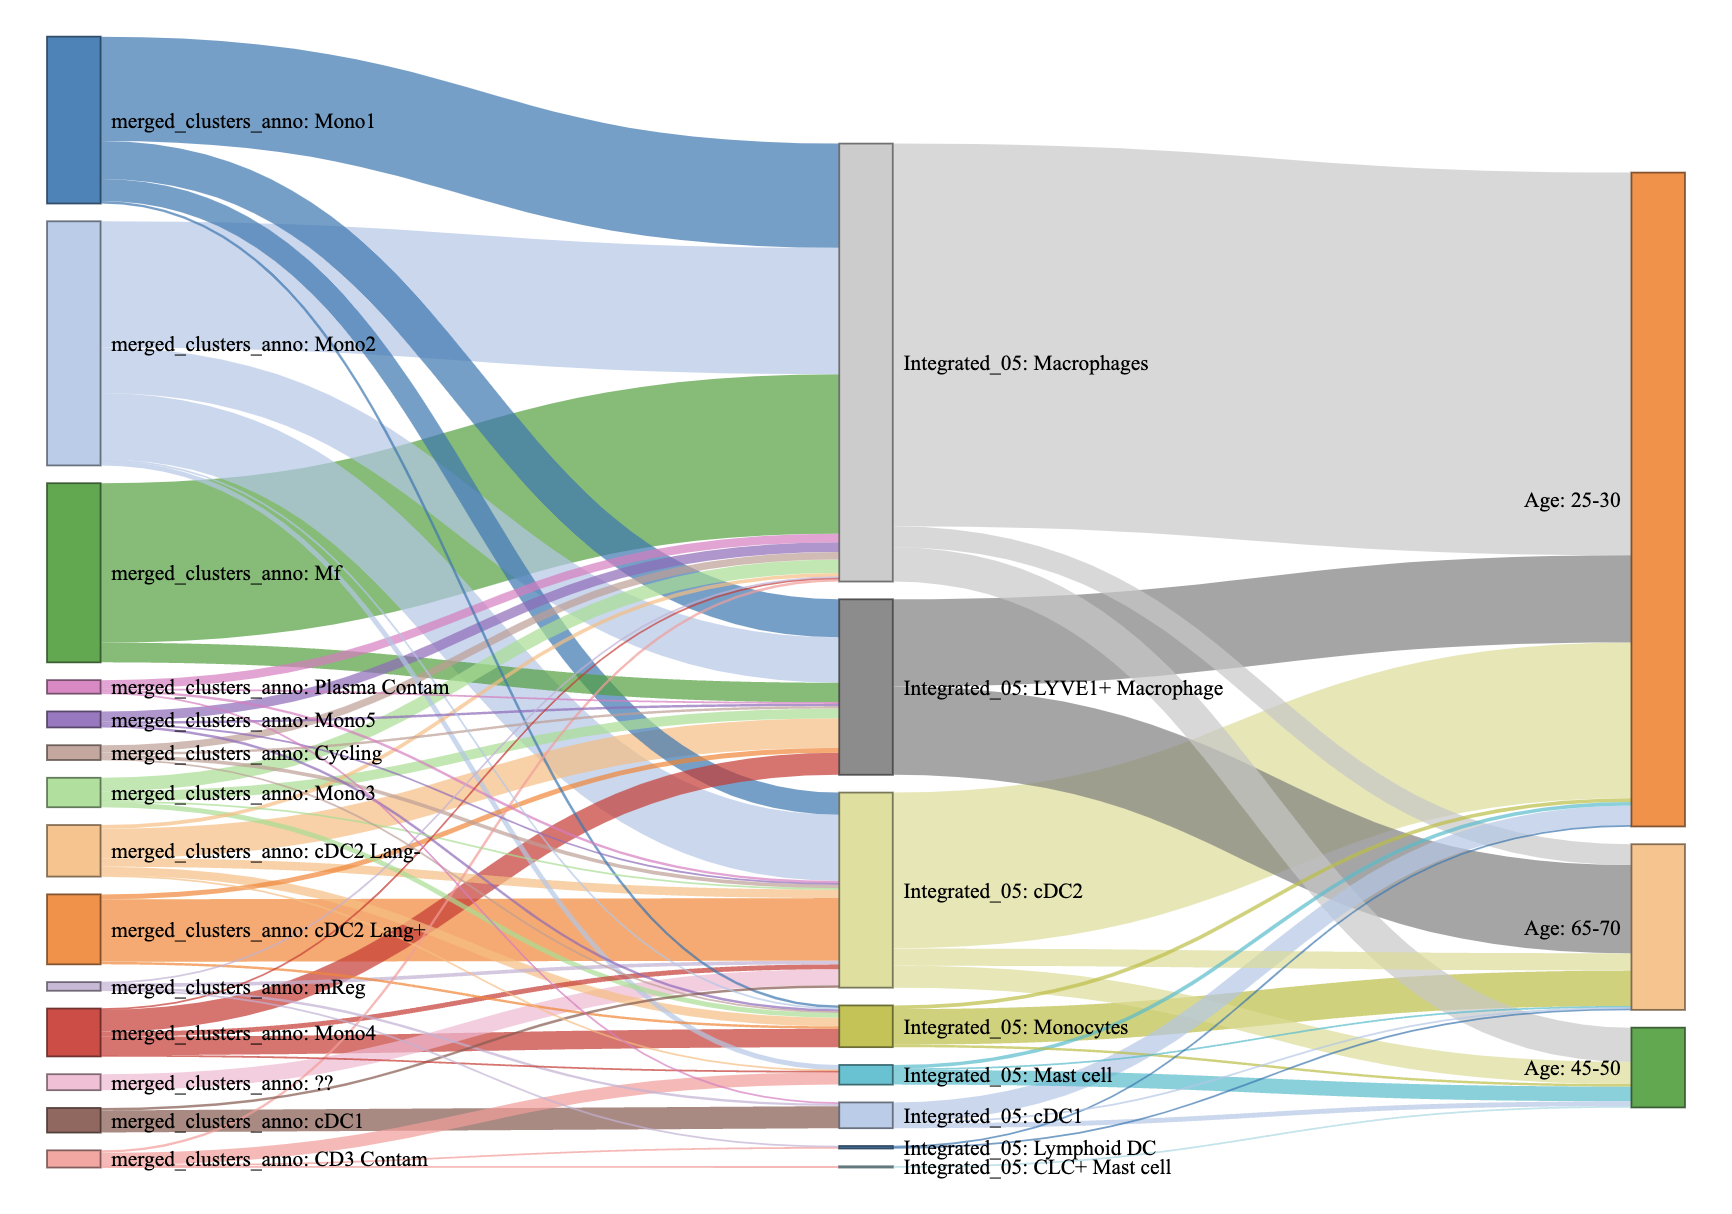 merged_clusters_anno: Mono1
merged_clusters_anno: Mono2
merged_clusters_anno: Mf
merged_clusters_anno: Plasma Contam
merged_clusters_anno: Mono5
merged_clusters_anno: Cycling
merged_clusters_anno: Mono3
merged_clusters_anno: cDC2 Lang-
merged_clusters_anno: cDC2 Lang+
merged_clusters_anno: mReg
merged_clusters_anno: Mono4
merged_clusters_anno: ??
merged_clusters_anno: cDC1
merged_clusters_anno: CD3 Contam
Integrated_05: Macrophages
Integrated_05: LYVE1+ Macrophage
Integrated_05: cDC2
Integrated_05: Monocytes
Integrated_05: Mast cell
Integrated_05: cDC1
Integrated_05: Lymphoid DC
Integrated_05: CLC+ Mast cell
Age: 25-30
Age: 65-70
Age: 45-50